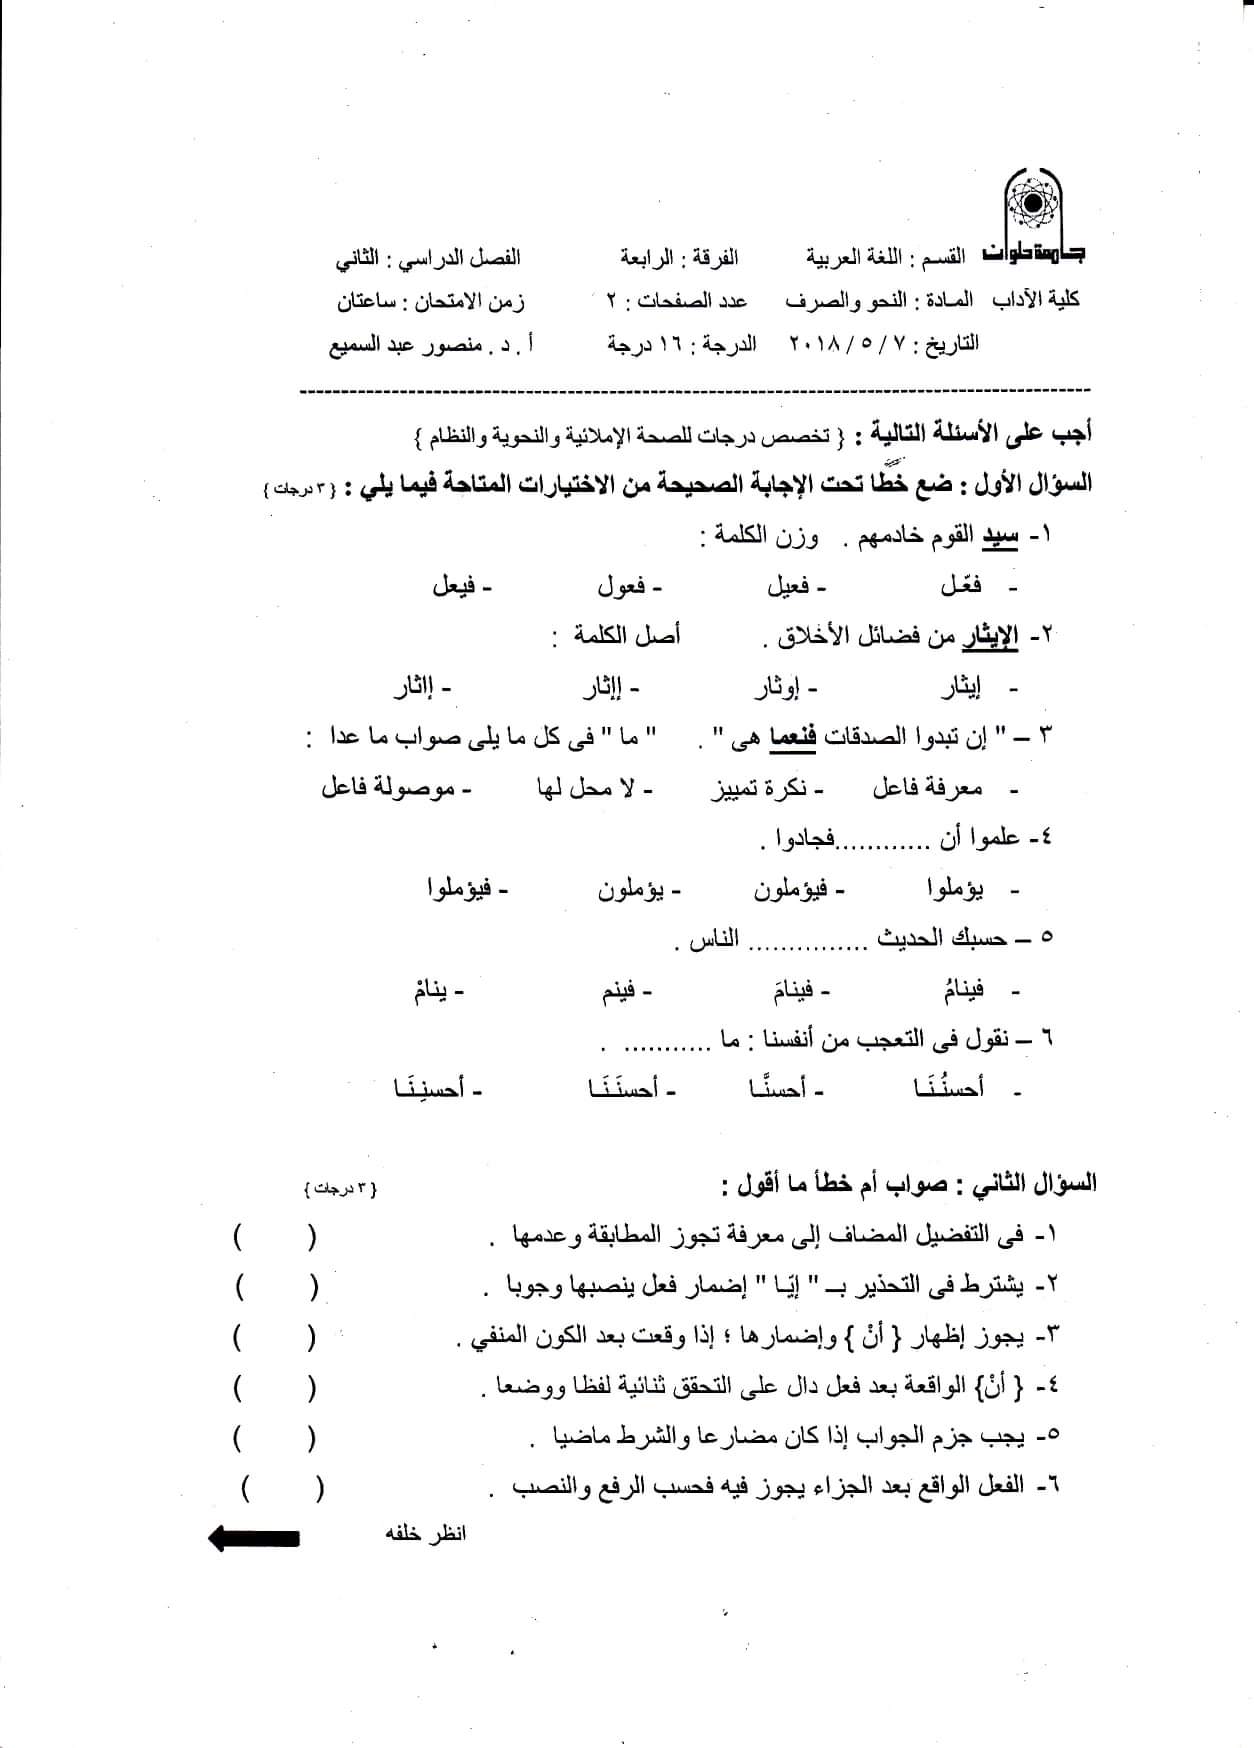 جامعة حلوان
القسم : اللغة العربية الفرقة : الرابعة الفصل الدراسي : الثاني
كلية الآداب المادة : النحو والصرف عدد الصفحات : ٢ زمن الامتحان : ساعتان
التاريخ : ٧ / ٥ / ٢٠١٨ الدرجة : ١٦ درجة أ . د . منصور عبد السميع
أجب على الأسئلة التالية : { تخصص درجات للصحة الإملائية والنحوية والنظام }
السؤال الأول : ضع خطًا تحت الإجابة الصحيحة من الاختيارات المتاحة فيما يلي : { ٣ درجات }
١- سيد القوم خادمهم . وزن الكلمة :
- فعّل - فعيل - فعول - فيعل
٢- الإيثار من فضائل الأخلاق . أصل الكلمة :
- إيثار - إوثار - إإثار - إاثار
٣ – " إن تبدوا الصدقات فنعما هى " . " ما " فى كل ما يلى صواب ما عدا :
- معرفة فاعل - نكرة تمييز - لا محل لها - موصولة فاعل
٤- علموا أن ............فجادوا .
- يؤملوا - فيؤملون - يؤملون - فيؤملوا
٥ – حسبك الحديث ............... الناس .
- فينامُ - فينامَ - فينم - ينامْ
٦ – نقول فى التعجب من أنفسنا : ما ........... .
- أحسنُنَا - أحسنَّا - أحسنَنَا - أحسنِنَا
السؤال الثاني : صواب أم خطأ ما أقول : { ٣ درجات }
١- فى التفضيل المضاف إلى معرفة تجوز المطابقة وعدمها . ( )
٢- يشترط فى التحذير بـ " إيّا " إضمار فعل ينصبها وجوبا . ( )
٣- يجوز إظهار { أنْ } وإضمارها ؛ إذا وقعت بعد الكون المنفي . ( )
٤- { أنْ} الواقعة بعد فعل دال على التحقق ثنائية لفظا ووضعا . ( )
٥- يجب جزم الجواب إذا كان مضارعا والشرط ماضيا . ( )
٦- الفعل الواقع بعد الجزاء يجوز فيه فحسب الرفع والنصب . ( )
انظر خلفه